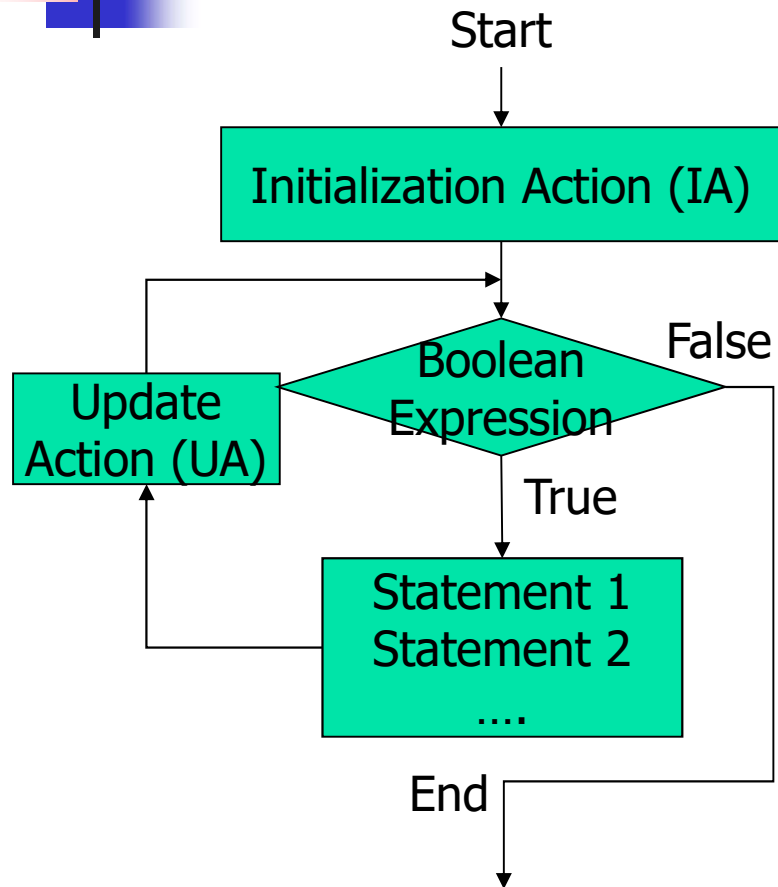 Start
Initialization Action (IA)
Boolean
Expression
False
Update
Action (UA)
True
Statement 1
Statement 2
….
End